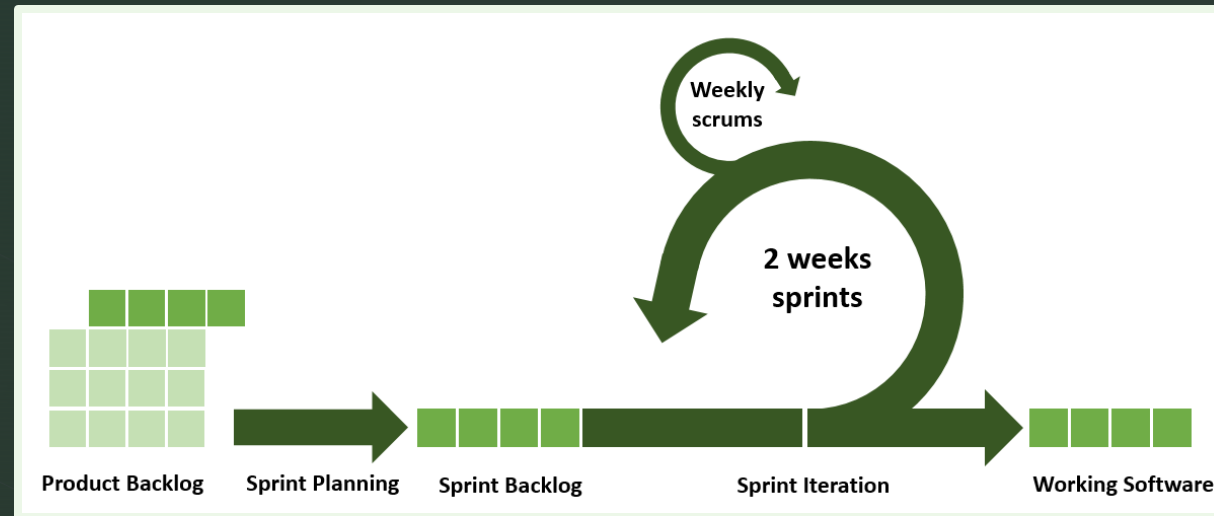 Weekly
scrums
2 weeks
sprints
Product Backlog
Sprint Planning
Sprint Backlog
Sprint Iteration
Working Software